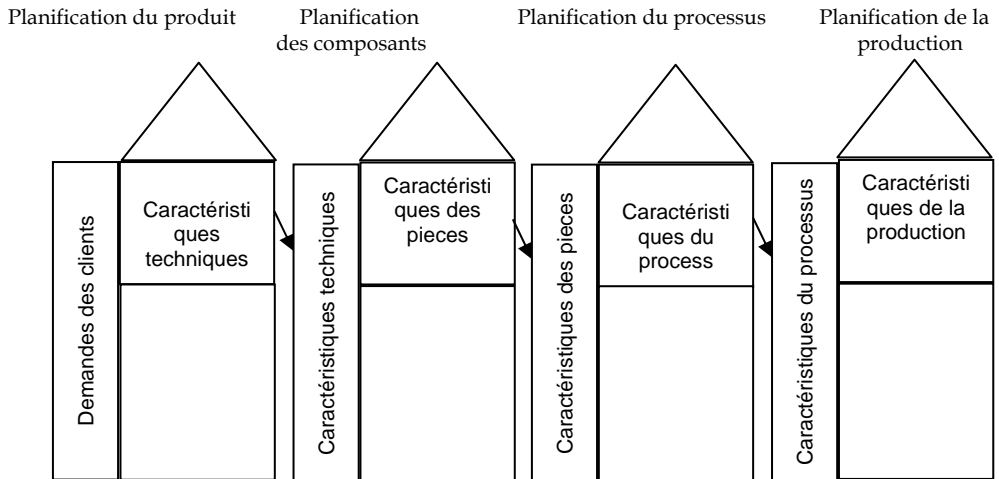 Planification du produit
Planification
des composants
Planification du processus
Planification de la
production
Demandes des clients
Caractéristi
ques
techniques
Caractéristiques techniques
Caractéristi
ques des
pieces
Caractéristiques des pieces
Caractéristi
ques du
process
Caractéristiques du processus
Caractéristi
ques de la
production